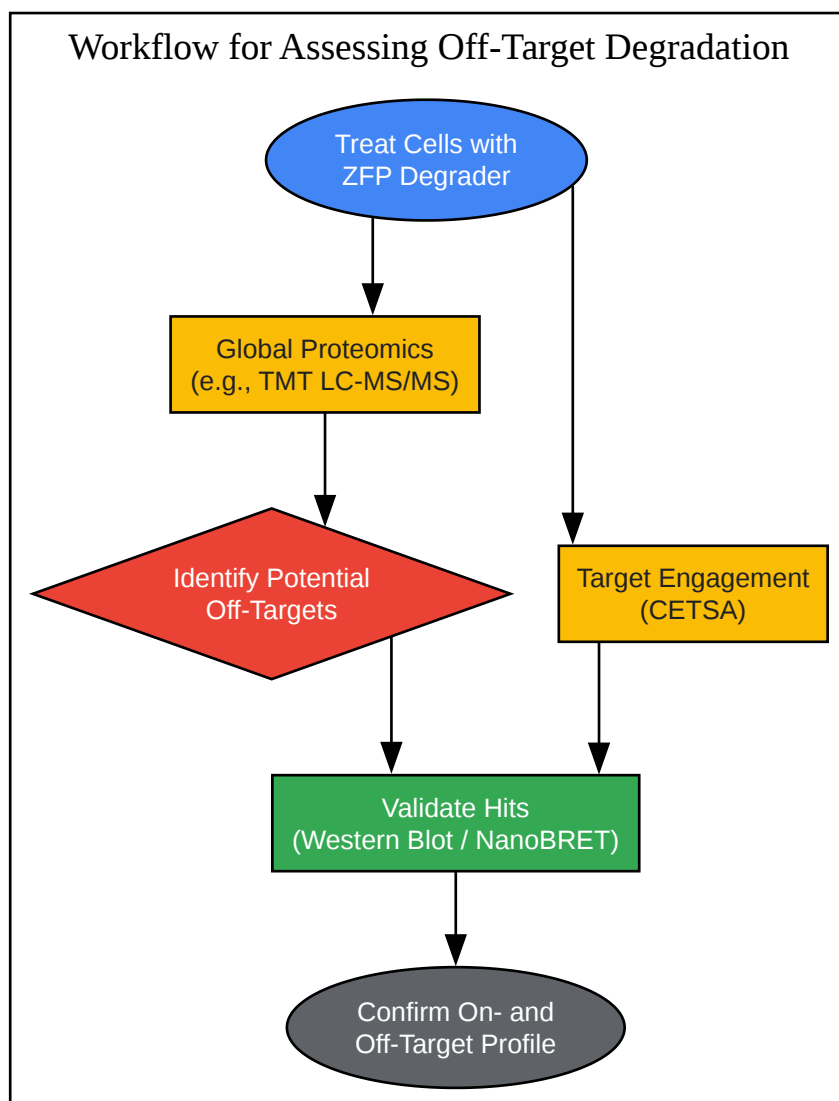 Workflow for Assessing Off-Target Degradation
Treat Cells with
ZFP Degrader
Global Proteomics
(e.g., TMT LC-MS/MS)
Identify Potential
Off-Targets
Target Engagement
(CETSA)
Validate Hits
(Western Blot / NanoBRET)
Confirm On- and
Off-Target Profile